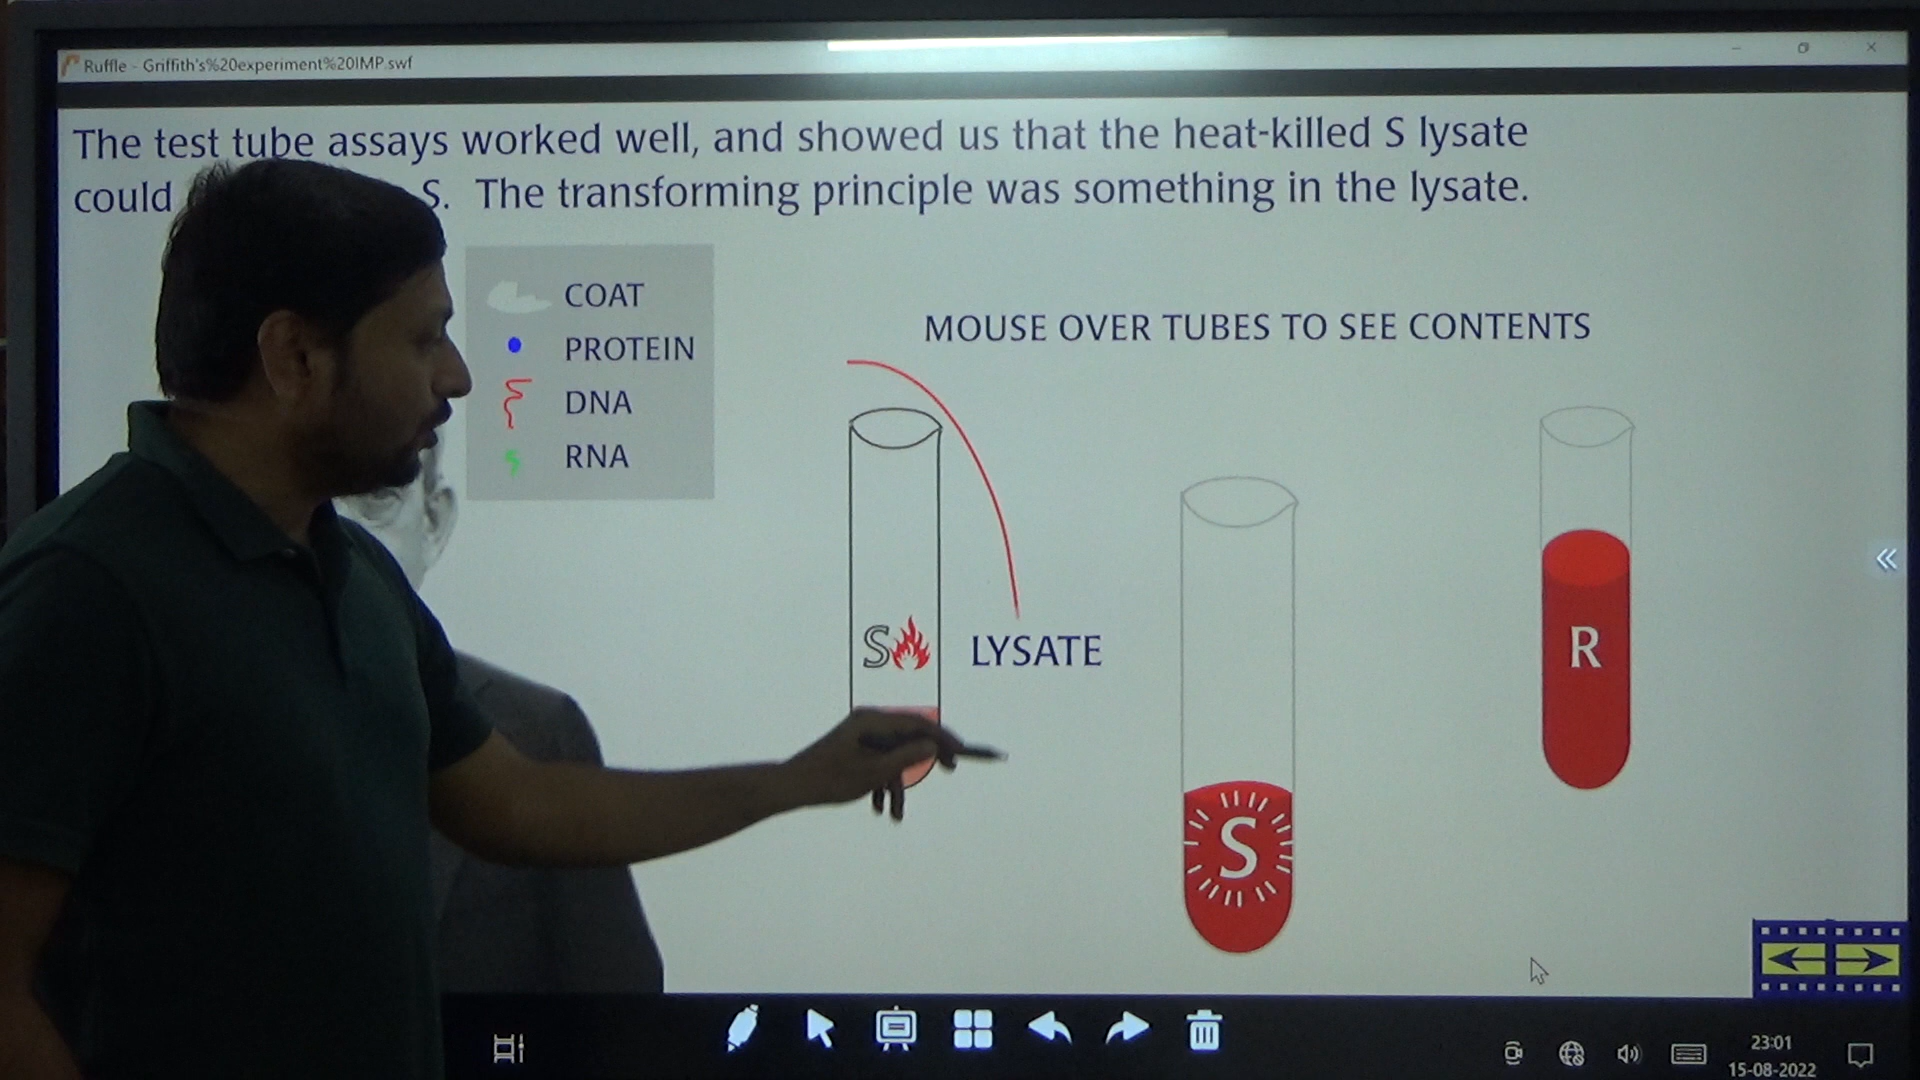 Ruffle - Griffith's%20experiment%20IMP.swf
The test tube assays worked well, and showed us that the heat-killed S lysate
could S. The transforming principle was something in the lysate.
COAT
PROTEIN
DNA
RNA
MOUSE OVER TUBES TO SEE CONTENTS
S
LYSATE
R
S
23:01
15-08-2022